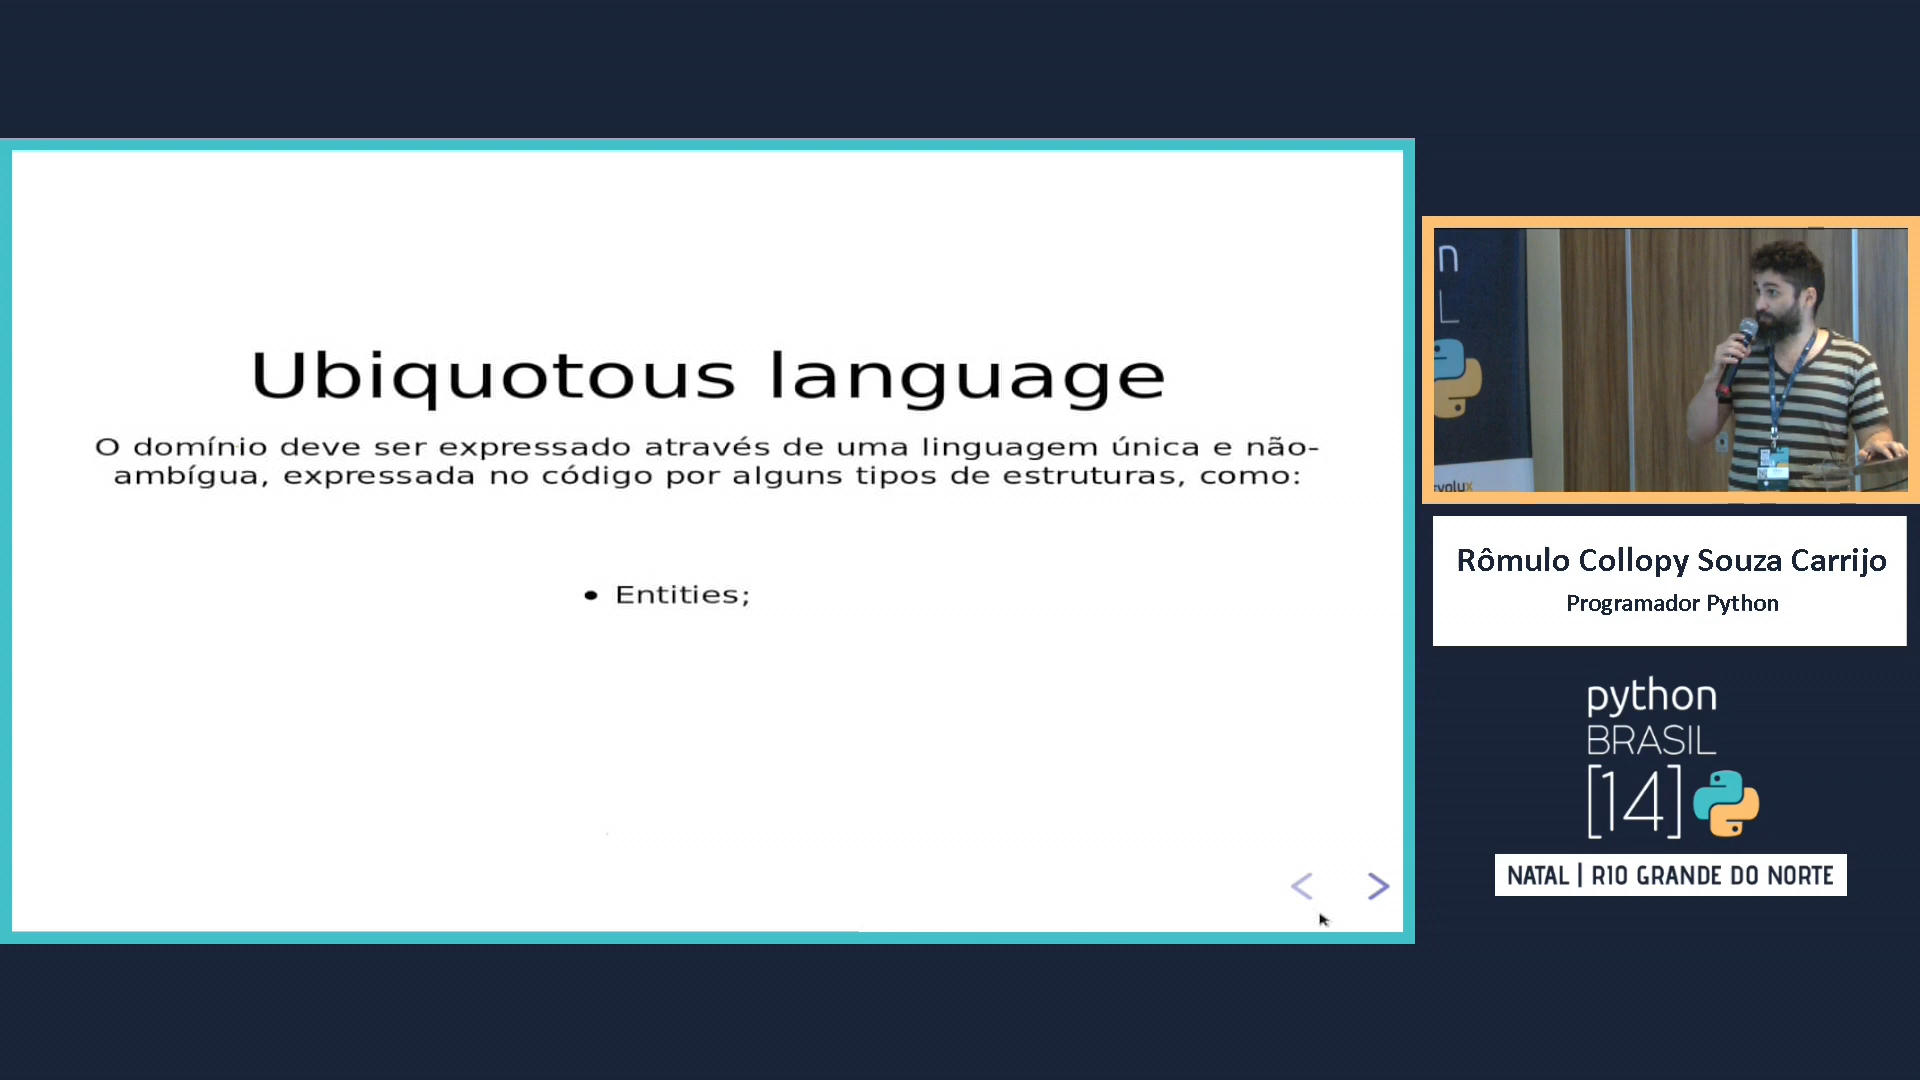 Ubiquotous language
O domínio deve ser expressado através de uma linguagem única e não-
ambígua, expressada no código por alguns tipos de estruturas, como:
• Entities;
n
L
evolux
Rômulo Collopy Souza Carrijo
Programador Python
python
BRASIL
[14]
NATAL | RIO GRANDE DO NORTE